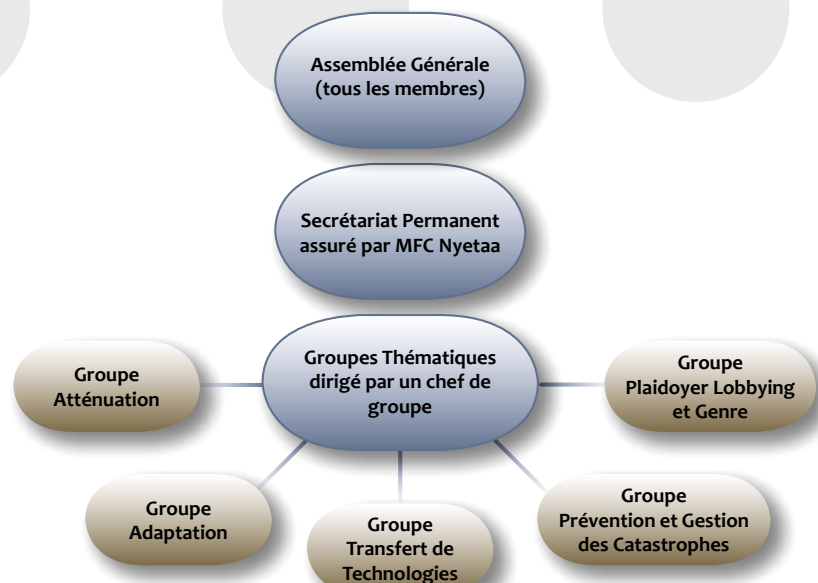 Assemblée Générale
(tous les membres)
Secrétariat Permanent
assuré par MFC Nyetaa
Groupes Thématiques
dirigé par un chef de
groupe
Groupe
Atténuation
Groupe
Plaidoyer Lobbying
et Genre
Groupe
Adaptation
Groupe
Transfert de
Technologies
Groupe
Prévention et Gestion
des Catastrophes